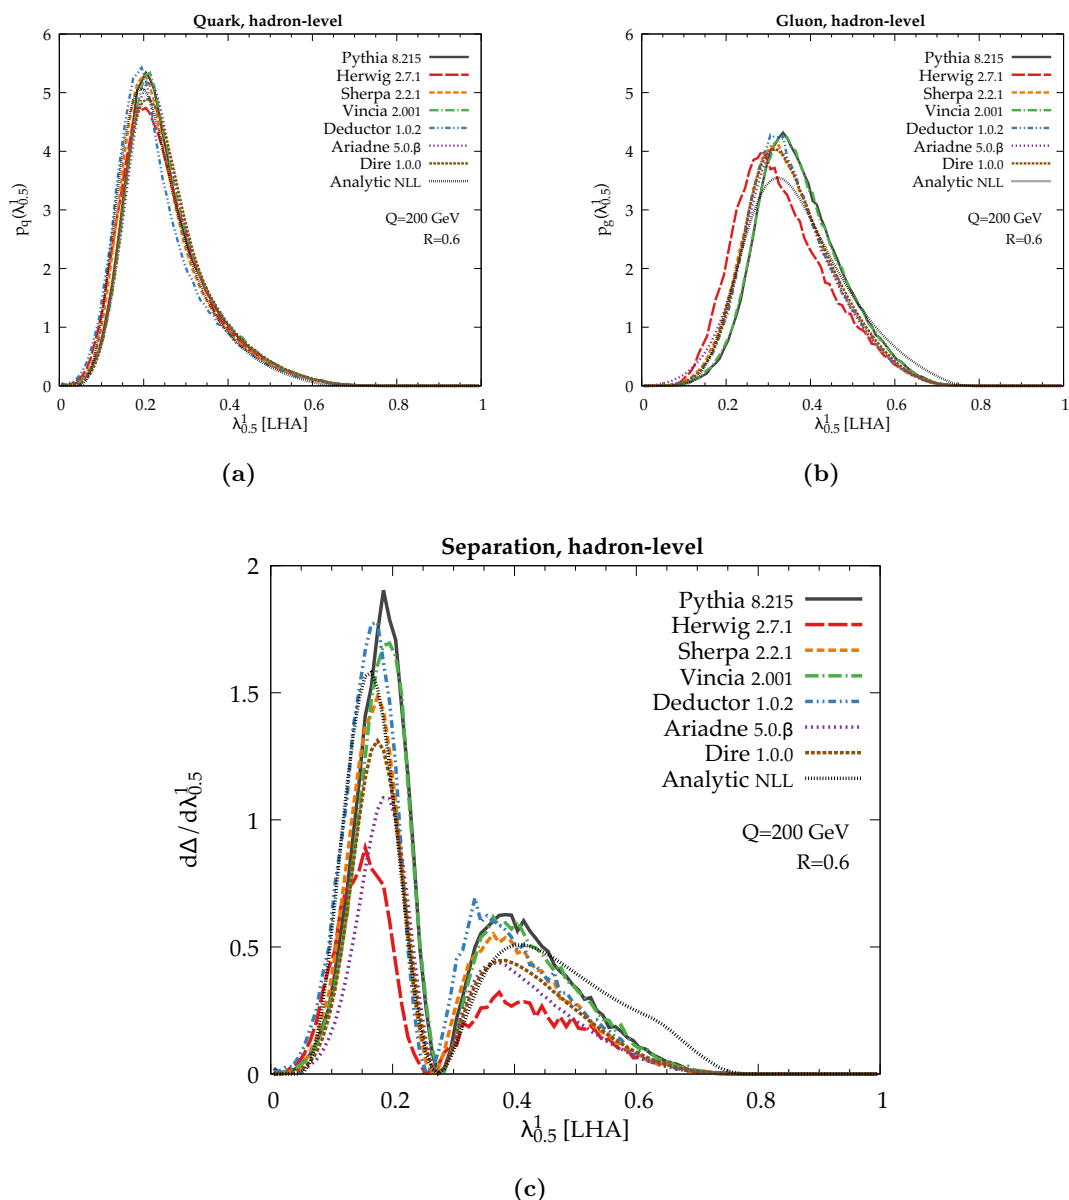 Quark, hadron-level
6
5
4
3
2
1
0
p_q(λ^1_0.5)
Pythia 8.215
Herwig 2.7.1
Sherpa 2.2.1
Vincia 2.001
Deductor 1.0.2
Ariadne 5.0.β
Dire 1.0.0
Analytic NLL
Q=200 GeV
R=0.6
0 0.2 0.4 0.6 0.8 1
λ^1_0.5 [LHA]
(a)
Gluon, hadron-level
6
5
4
3
2
1
0
p_g(λ^1_0.5)
Pythia 8.215
Herwig 2.7.1
Sherpa 2.2.1
Vincia 2.001
Deductor 1.0.2
Ariadne 5.0.β
Dire 1.0.0
Analytic NLL
Q=200 GeV
R=0.6
0 0.2 0.4 0.6 0.8 1
λ^1_0.5 [LHA]
(b)
Separation, hadron-level
2
1.5
1
0.5
0
dΔ/dλ^1_0.5
Pythia 8.215
Herwig 2.7.1
Sherpa 2.2.1
Vincia 2.001
Deductor 1.0.2
Ariadne 5.0.β
Dire 1.0.0
Analytic NLL
Q=200 GeV
R=0.6
0 0.2 0.4 0.6 0.8 1
λ^1_0.5 [LHA]
(c)